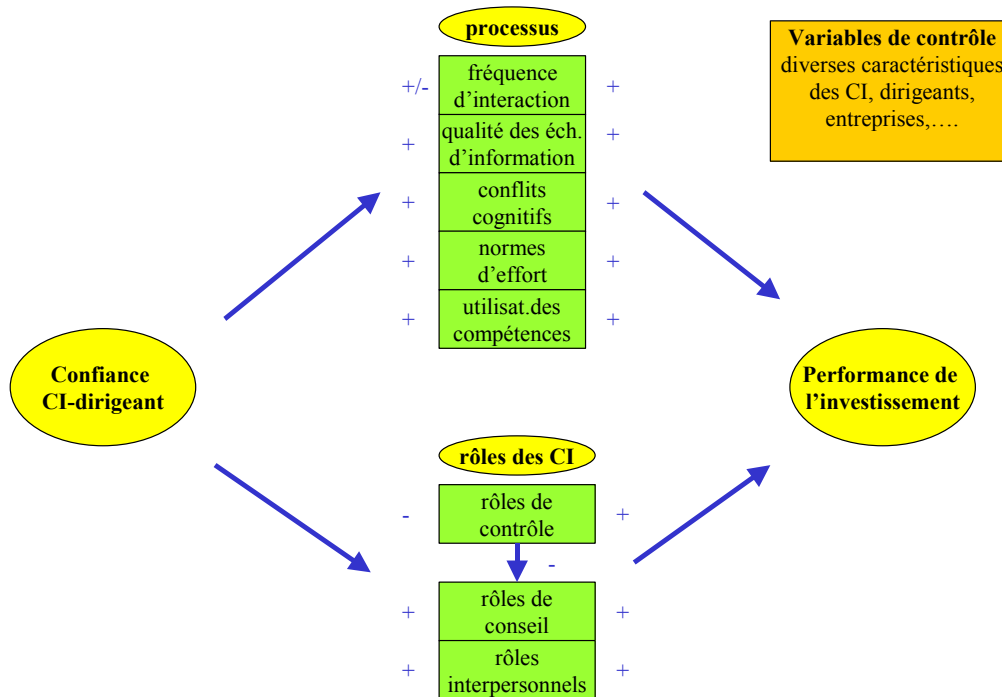 processus
Variables de contrôle
diverses caractéristiques
des CI, dirigeants,
entreprises,….
+/-
fréquence
d’interaction
+
+
qualité des éch.
d’information
+
+
conflits
cognitifs
+
+
normes
d’effort
+
+
utilisat.des
compétences
+
Confiance
CI-dirigeant
Performance de
l’investissement
rôles des CI
-
rôles de
contrôle
+
-
+
rôles de
conseil
+
+
rôles
interpersonnels
+